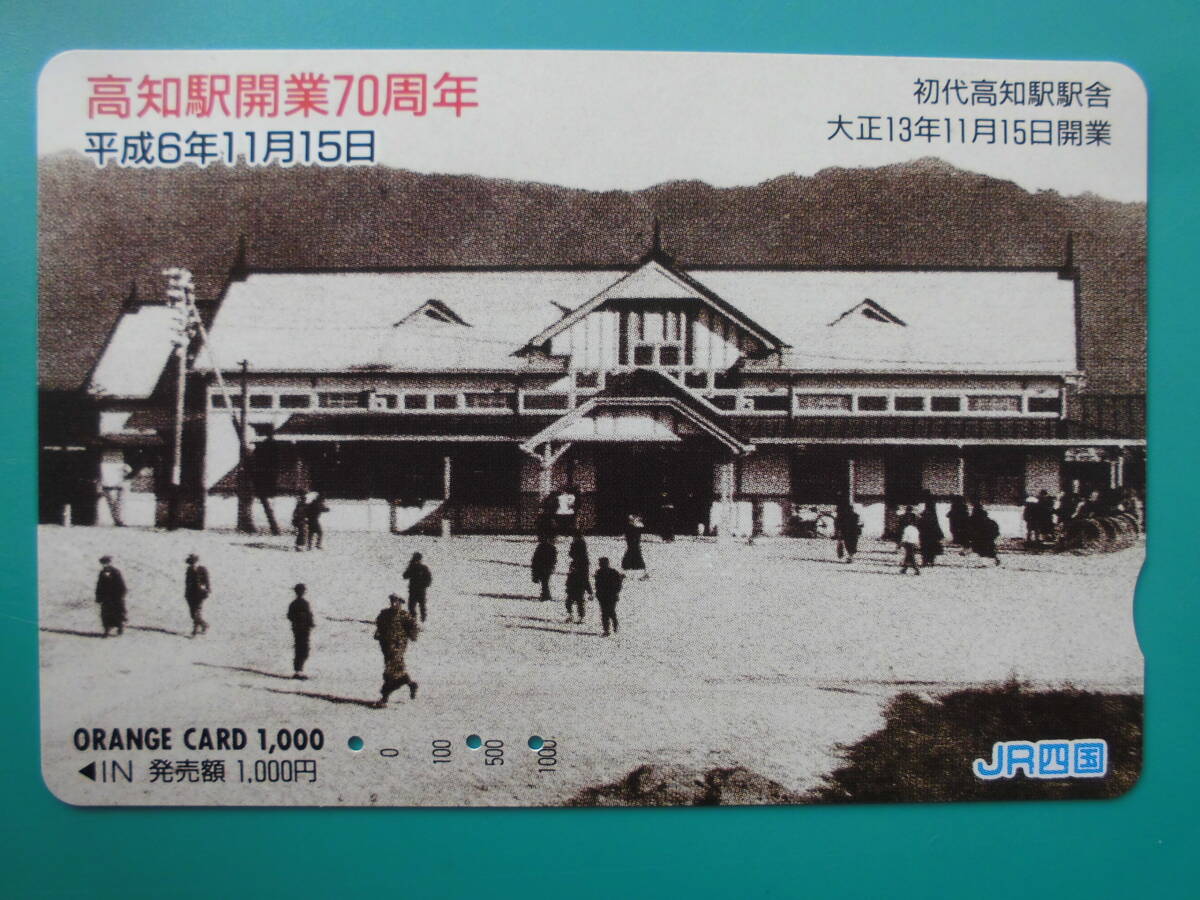 高知駅開業70周年
平成6年11月15日
初代高知駅駅舎
大正13年11月15日開業
ORANGE CARD 1,000
◀IN 発売額 1,000円
0 100 500 1000
JR四国